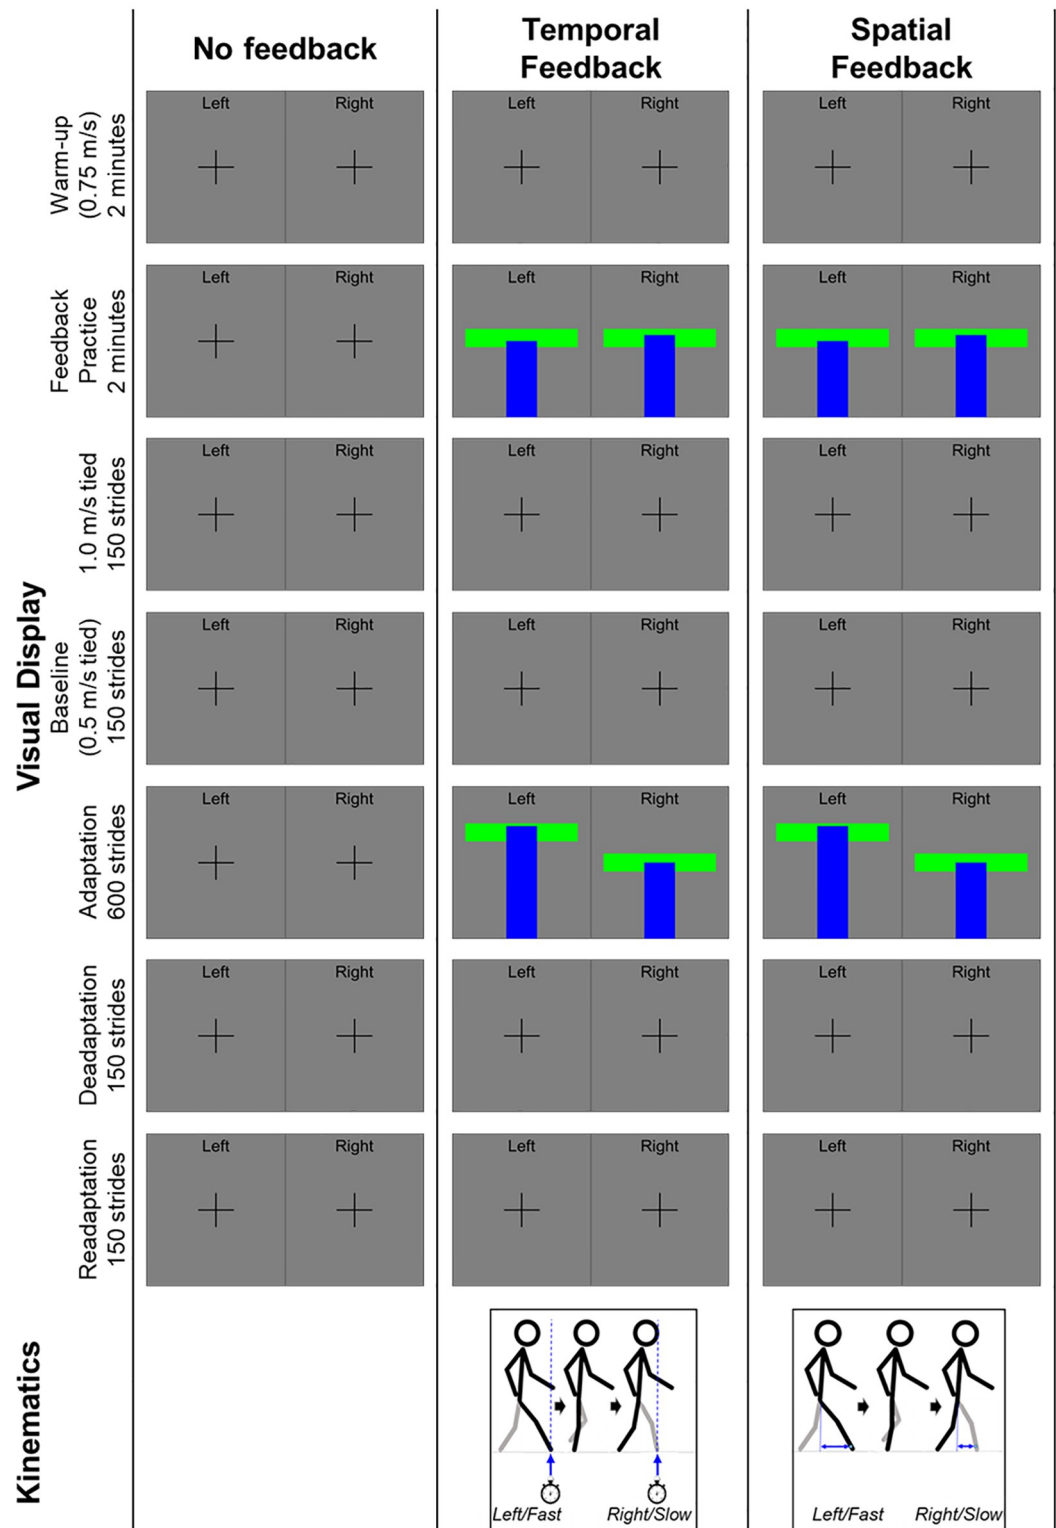 No feedback
Temporal
Feedback
Spatial
Feedback
Visual Display
Warm-up
(0.75 m/s)
2 minutes
Left Right
Left Right
Left Right
Feedback
Practice
2 minutes
Left Right
Left Right
Left Right
1.0 m/s tied
150 strides
Left Right
Left Right
Left Right
Baseline
(0.5 m/s tied)
150 strides
Left Right
Left Right
Left Right
Adaptation
600 strides
Left Right
Left Right
Left Right
Deadaptation
150 strides
Left Right
Left Right
Left Right
Readaptation
150 strides
Left Right
Left Right
Left Right
Kinematics
Left/Fast Right/Slow
Left/Fast Right/Slow